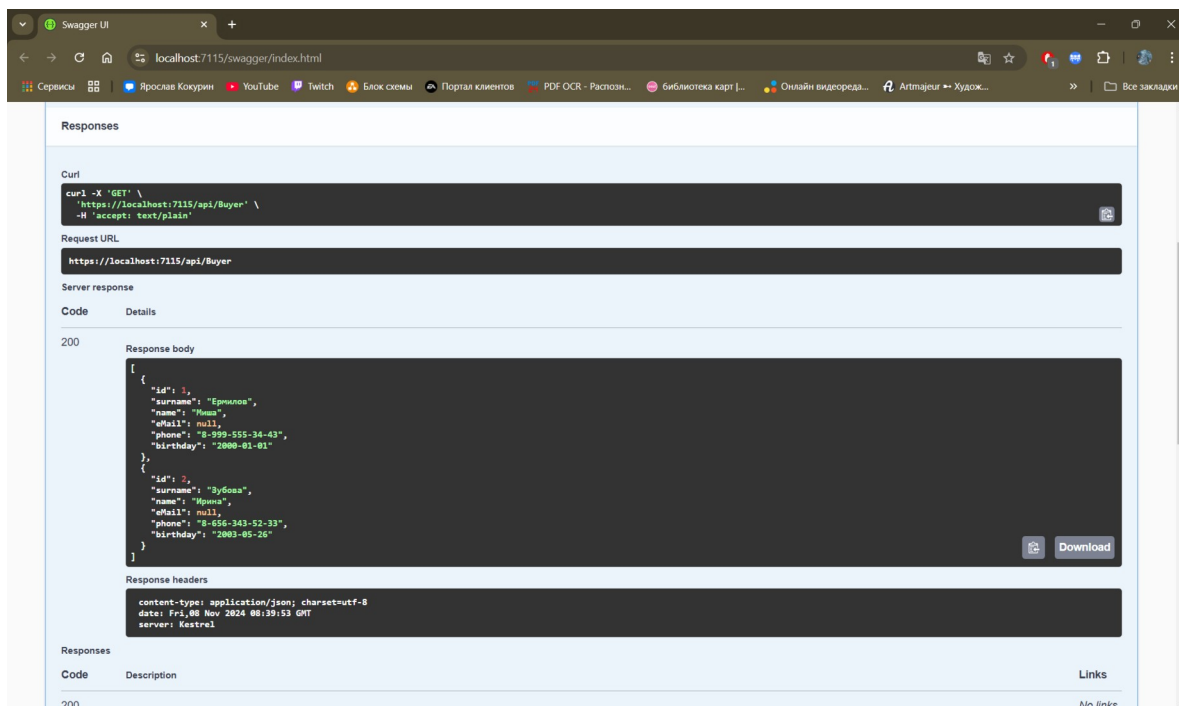 Swagger UI
localhost:7115/swagger/index.html
Сервисы Ярослав Кокурин YouTube Twitch Блок схемы Портал клиентов PDF OCR - Распозн... библиотека карт |... Онлайн видеореда... Artmajeur •• Худож... » Все закладки
Responses
Curl
curl -X 'GET' \
'https://localhost:7115/api/Buyer' \
-H 'accept: text/plain'
Request URL
https://localhost:7115/api/Buyer
Server response
Code Details
200
Response body
[
{
"id": 1,
"surname": "Ермилов",
"name": "Миша",
"eMail": null,
"phone": "8-999-555-34-43",
"birthday": "2000-01-01"
},
{
"id": 2,
"surname": "Зубова",
"name": "Ирина",
"eMail": null,
"phone": "8-656-343-52-33",
"birthday": "2003-05-26"
}
]
Download
Response headers
content-type: application/json; charset=utf-8
date: Fri,08 Nov 2024 08:39:53 GMT
server: Kestrel
Responses
Code Description Links
200 No links